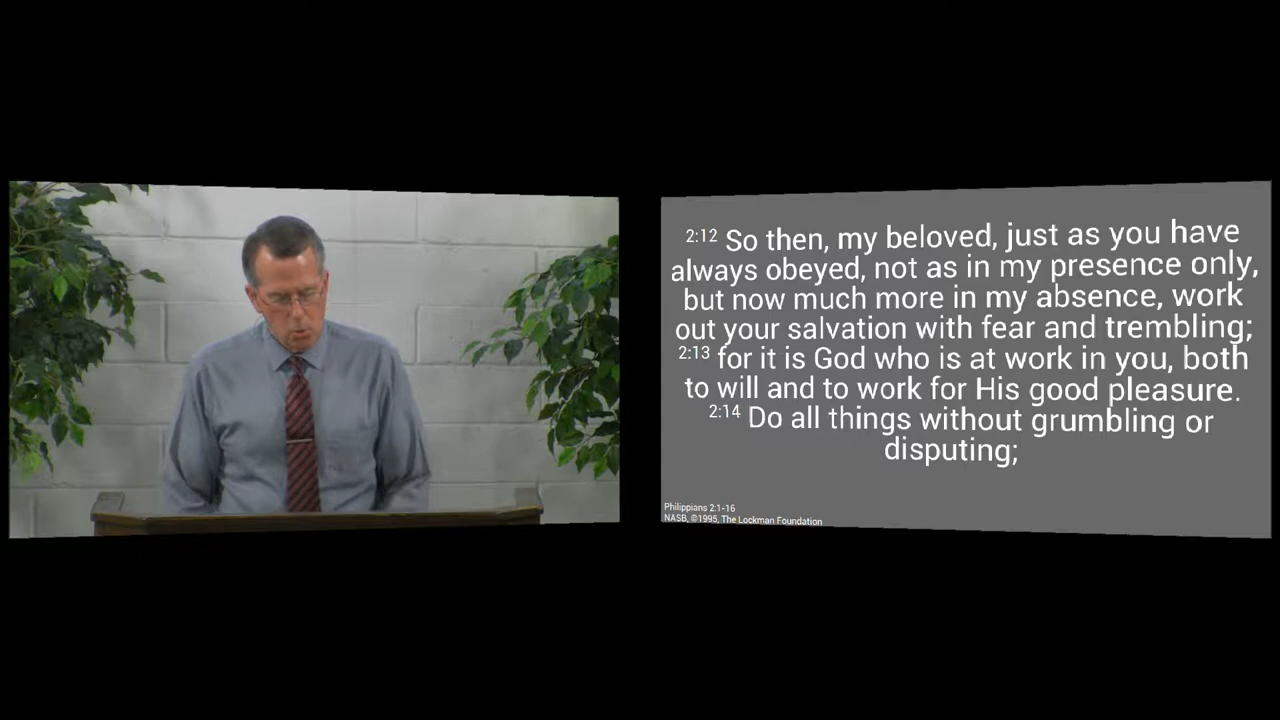 2:12 So then, my beloved, just as you have
always obeyed, not as in my presence only,
but now much more in my absence, work
out your salvation with fear and trembling;
2:13 for it is God who is at work in you, both
to will and to work for His good pleasure.
2:14 Do all things without grumbling or
disputing;
Philippians 2:1-16
NASB, ©1995, The Lockman Foundation